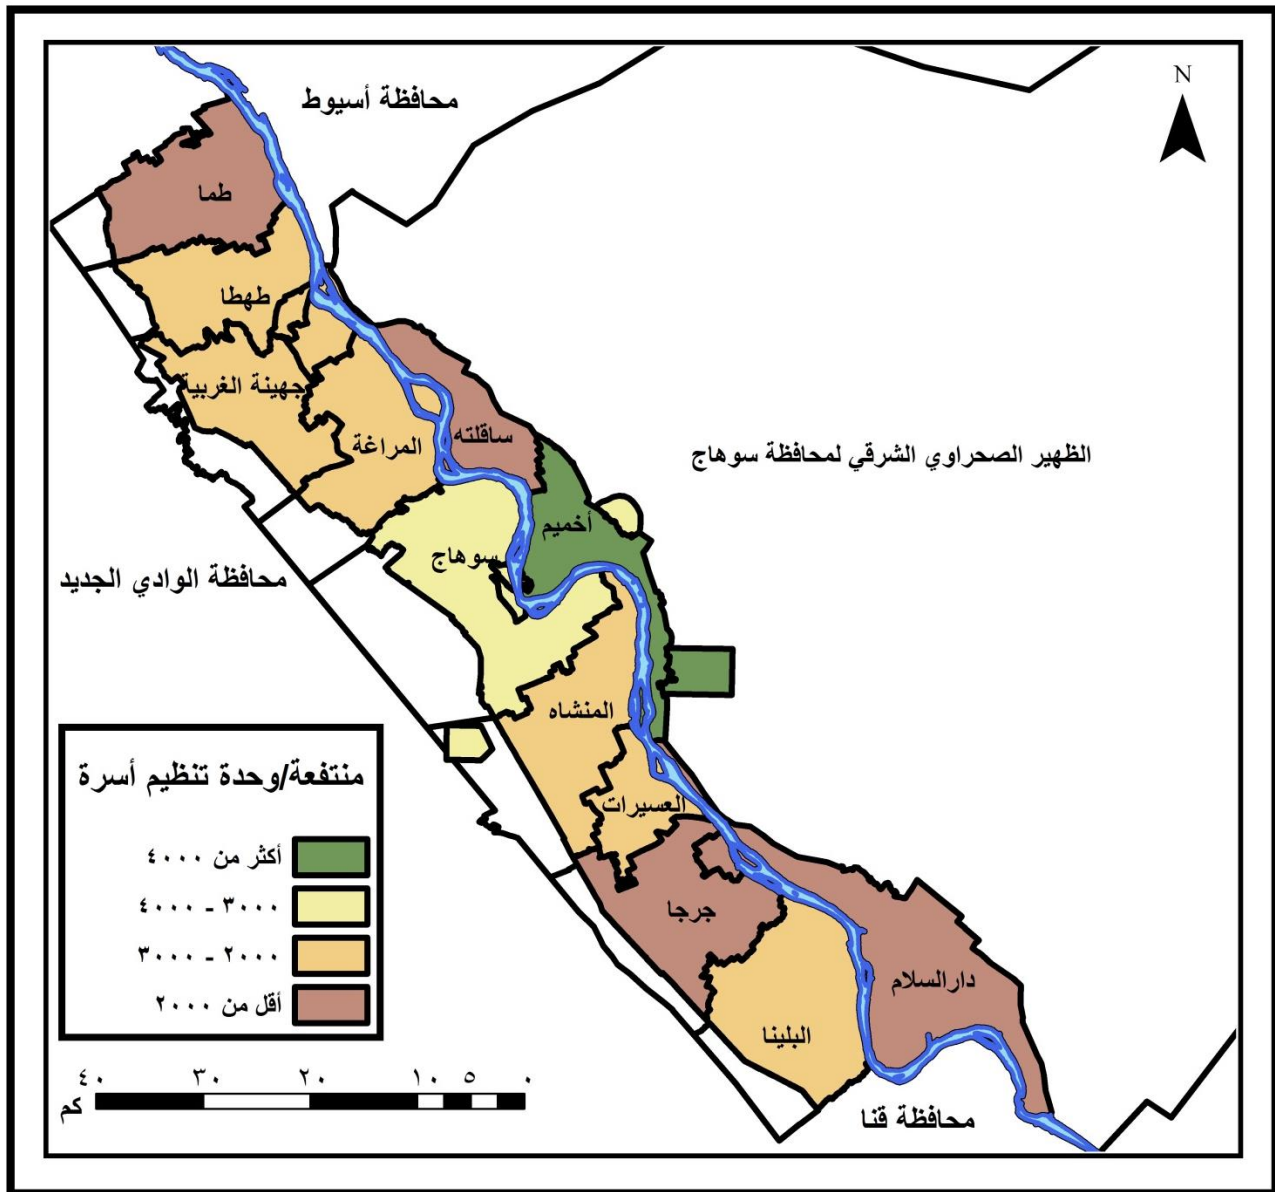 N
محافظة أسيوط
طما
طهطا
جهينة الغربية
المراغة
ساقلته
الظهير الصحراوي الشرقي لمحافظة سوهاج
أخميم
سوهاج
محافظة الوادي الجديد
المنشاه
العسيرات
جرجا
دارالسلام
البلينا
محافظة قنا
منتفعة/وحدة تنظيم أسرة
أكثر من ٤٠٠٠
٣٠٠٠ - ٤٠٠٠
٢٠٠٠ - ٣٠٠٠
أقل من ٢٠٠٠
٤٠ ٣٠ ٢٠ ١٠ ٥ ٠
كم